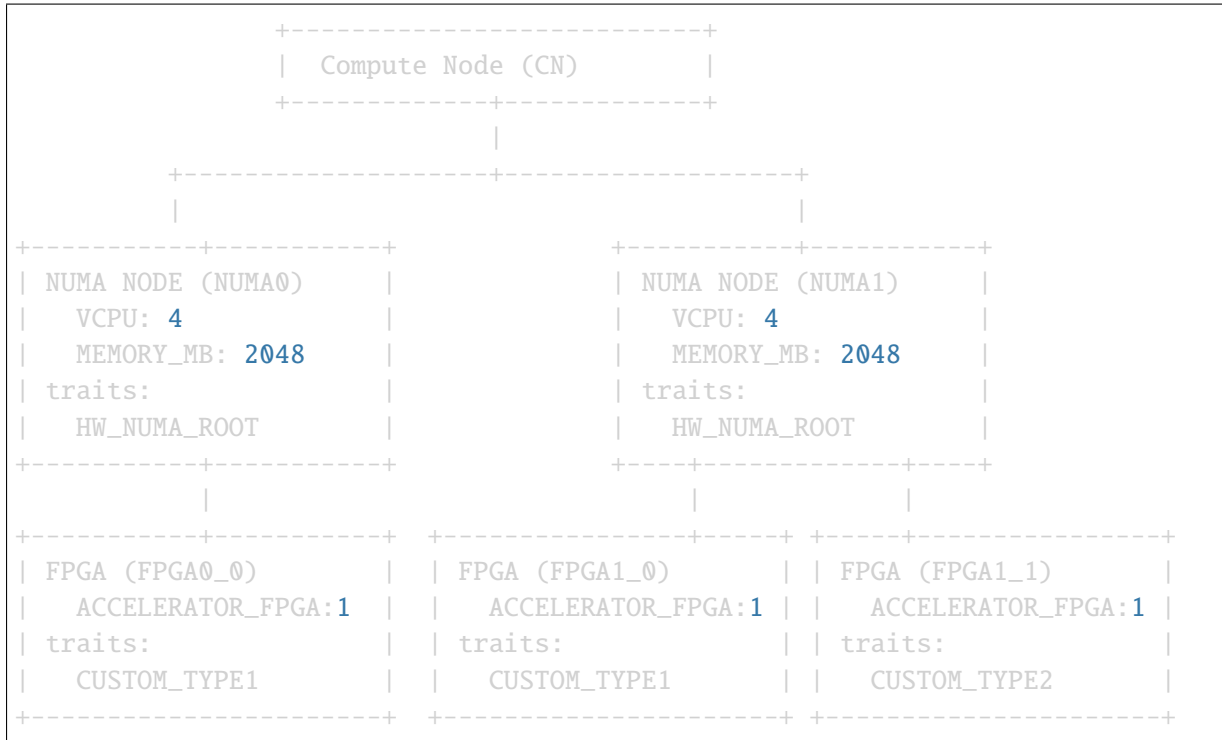 +---------------------------+
|  Compute Node (CN)        |
+-------------+-------------+
|
+--------------------+-------------------+
|                                        |
+-----------+-----------+              +-----------+-----------+
| NUMA NODE (NUMA0)     |              | NUMA NODE (NUMA1)     |
|   VCPU: 4             |              |   VCPU: 4             |
|   MEMORY_MB: 2048     |              |   MEMORY_MB: 2048     |
| traits:               |              | traits:               |
|   HW_NUMA_ROOT        |              |   HW_NUMA_ROOT        |
+-----------+-----------+              +----+-------------+----+
|                               |             |
+-----------+-----------+  +----------------+-----+ +-----+----------------+
| FPGA (FPGA0_0)        |  | FPGA (FPGA1_0)       | | FPGA (FPGA1_1)       |
|   ACCELERATOR_FPGA:1  |  |   ACCELERATOR_FPGA:1 | |   ACCELERATOR_FPGA:1 |
| traits:               |  | traits:              | | traits:              |
|   CUSTOM_TYPE1        |  |   CUSTOM_TYPE1       | |   CUSTOM_TYPE2       |
+-----------------------+  +----------------------+ +----------------------+